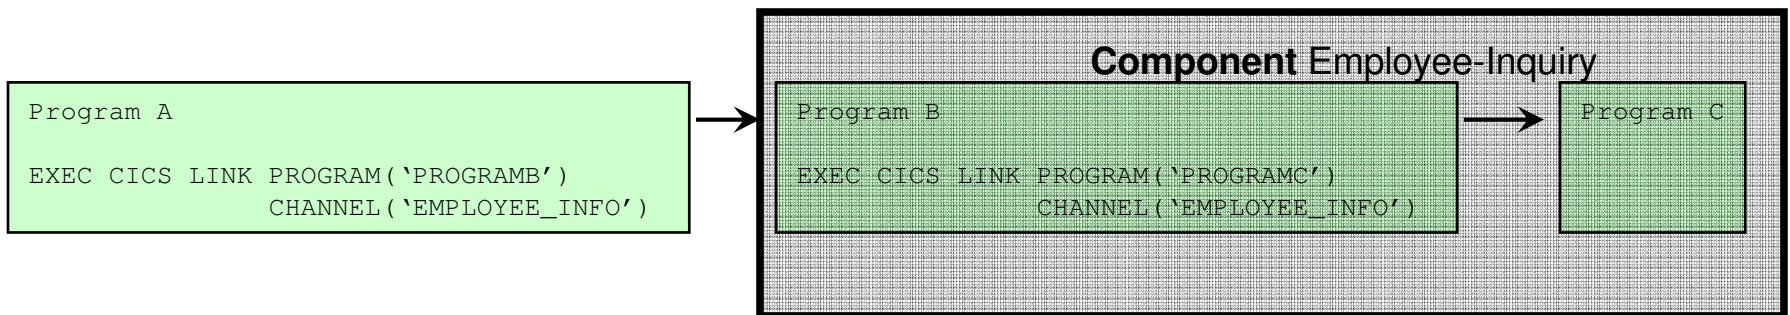 Component Employee-Inquiry
Program A
EXEC CICS LINK PROGRAM(‘PROGRAMB’)
CHANNEL(‘EMPLOYEE_INFO’)
Program B
EXEC CICS LINK PROGRAM(‘PROGRAMC’)
CHANNEL(‘EMPLOYEE_INFO’)
Program C